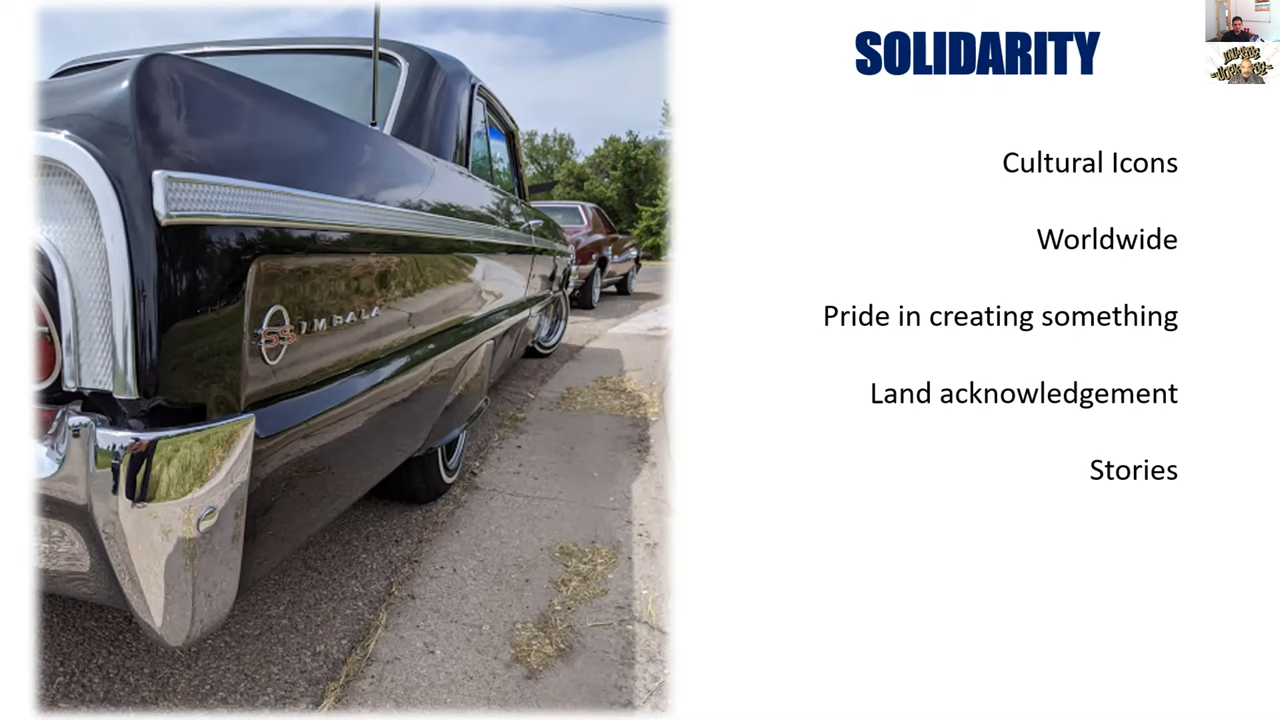 SOLIDARITY
Cultural Icons
Worldwide
Pride in creating something
Land acknowledgement
Stories
SS IMPALA